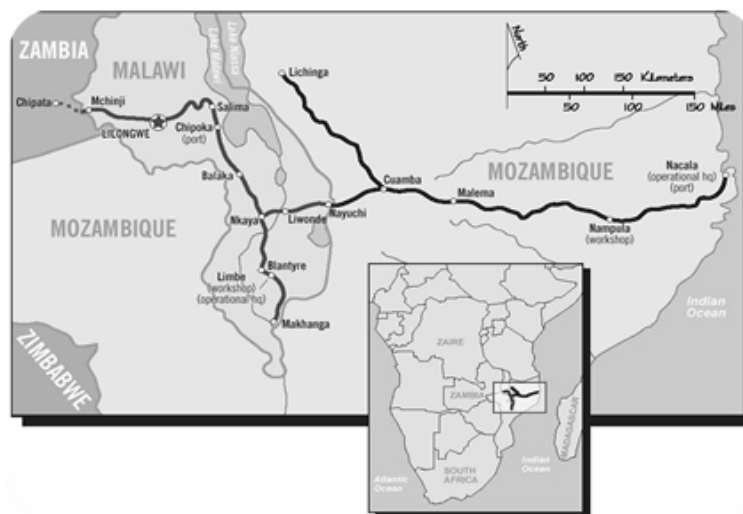 ZAMBIA
MALAWI
Lake Malawi
Lake Niassa
Lichinga
North
50 100 150 Kilometers
50 100 150 Miles
Chipata
Mchinji
LILONGWE
Salima
Chipoka
(port)
Balaka
Cuamba
Malema
MOZAMBIQUE
Nacala
(operational hq)
(port)
MOZAMBIQUE
Nkaya
Liwonde
Nayuchi
Nampula
(workshop)
Blantyre
Limbe
(workshop)
(operational hq)
Makhanga
Indian
Ocean
ZIMBABWE
ZAIRE
ZAMBIA
MADAGASCAR
Indian
Ocean
Atlantic
Ocean
SOUTH
AFRICA